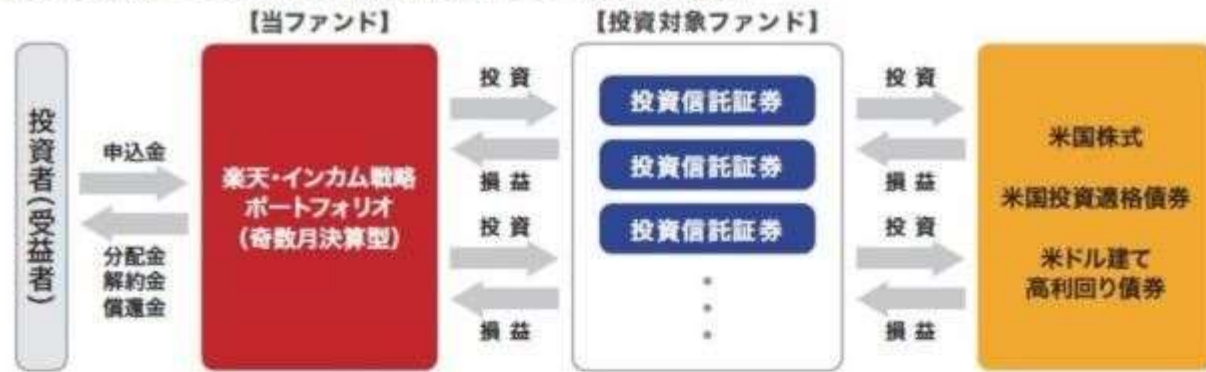 【当ファンド】
【投資対象ファンド】
投資者(受益者)
申込金
分配金
解約金
償還金
楽天・インカム戦略
ポートフォリオ
(奇数月決算型)
投資
損益
投資
損益
投資信託証券
投資信託証券
投資信託証券
投資
損益
投資
損益
米国株式
米国投資適格債券
米ドル建て
高利回り債券